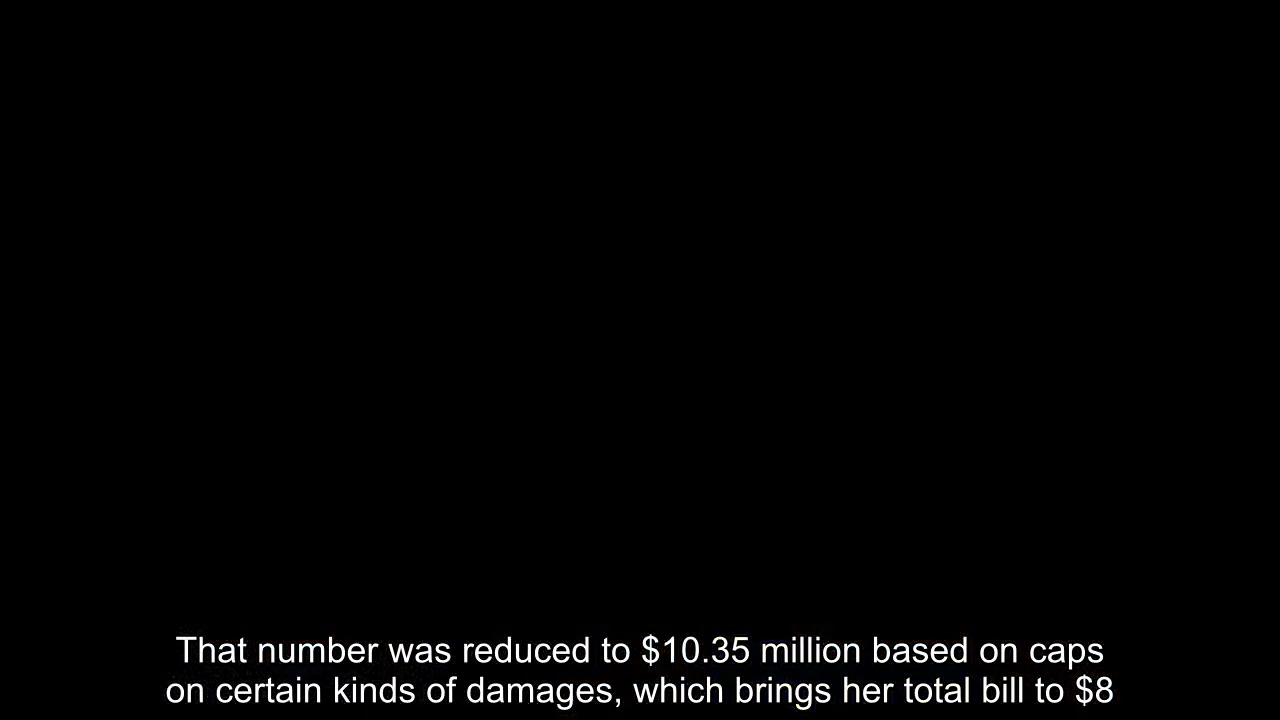 That number was reduced to $10.35 million based on caps
on certain kinds of damages, which brings her total bill to $8